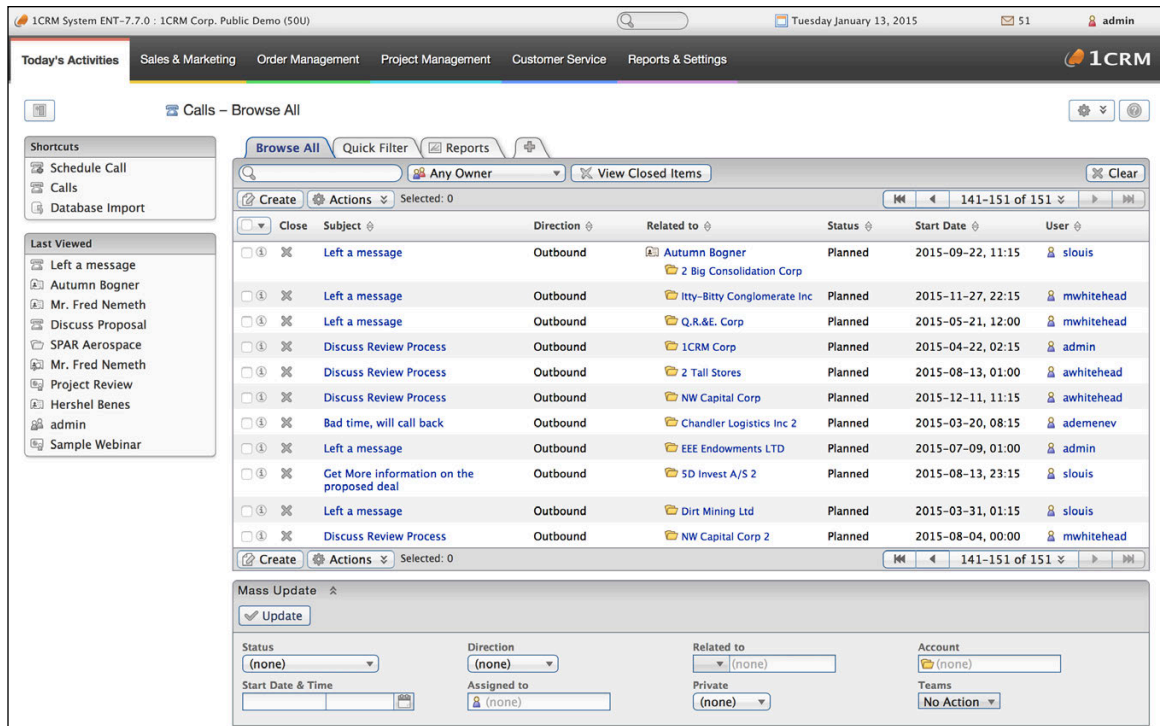 1CRM System ENT-7.7.0 : 1CRM Corp. Public Demo (50U) Tuesday January 13, 2015 51 admin
Today's Activities Sales & Marketing Order Management Project Management Customer Service Reports & Settings 1CRM
Calls – Browse All
Shortcuts
Schedule Call
Calls
Database Import
Last Viewed
Left a message
Autumn Bogner
Mr. Fred Nemeth
Discuss Proposal
SPAR Aerospace
Mr. Fred Nemeth
Project Review
Hershel Benes
admin
Sample Webinar
Browse All Quick Filter Reports
Any Owner View Closed Items Clear
Create Actions Selected: 0 141-151 of 151
Close Subject Direction Related to Status Start Date User
Left a message Outbound Autumn Bogner Planned 2015-09-22, 11:15 slouis
2 Big Consolidation Corp
Left a message Outbound Itty-Bitty Conglomerate Inc Planned 2015-11-27, 22:15 mwhitehead
Left a message Outbound Q.R.&E. Corp Planned 2015-05-21, 12:00 mwhitehead
Discuss Review Process Outbound 1CRM Corp Planned 2015-04-22, 02:15 admin
Discuss Review Process Outbound 2 Tall Stores Planned 2015-08-13, 01:00 awhitehead
Discuss Review Process Outbound NW Capital Corp Planned 2015-12-11, 11:15 awhitehead
Bad time, will call back Outbound Chandler Logistics Inc 2 Planned 2015-03-20, 08:15 ademenev
Left a message Outbound EEE Endowments LTD Planned 2015-07-09, 01:00 admin
Get More information on the Outbound 5D Invest A/S 2 Planned 2015-08-13, 23:15 slouis
proposed deal
Left a message Outbound Dirt Mining Ltd Planned 2015-03-31, 01:15 slouis
Discuss Review Process Outbound NW Capital Corp 2 Planned 2015-08-04, 00:00 mwhitehead
Create Actions Selected: 0 141-151 of 151
Mass Update
Update
Status Direction Related to Account
(none) (none) (none) (none)
Start Date & Time Assigned to Private Teams
(none) (none) No Action